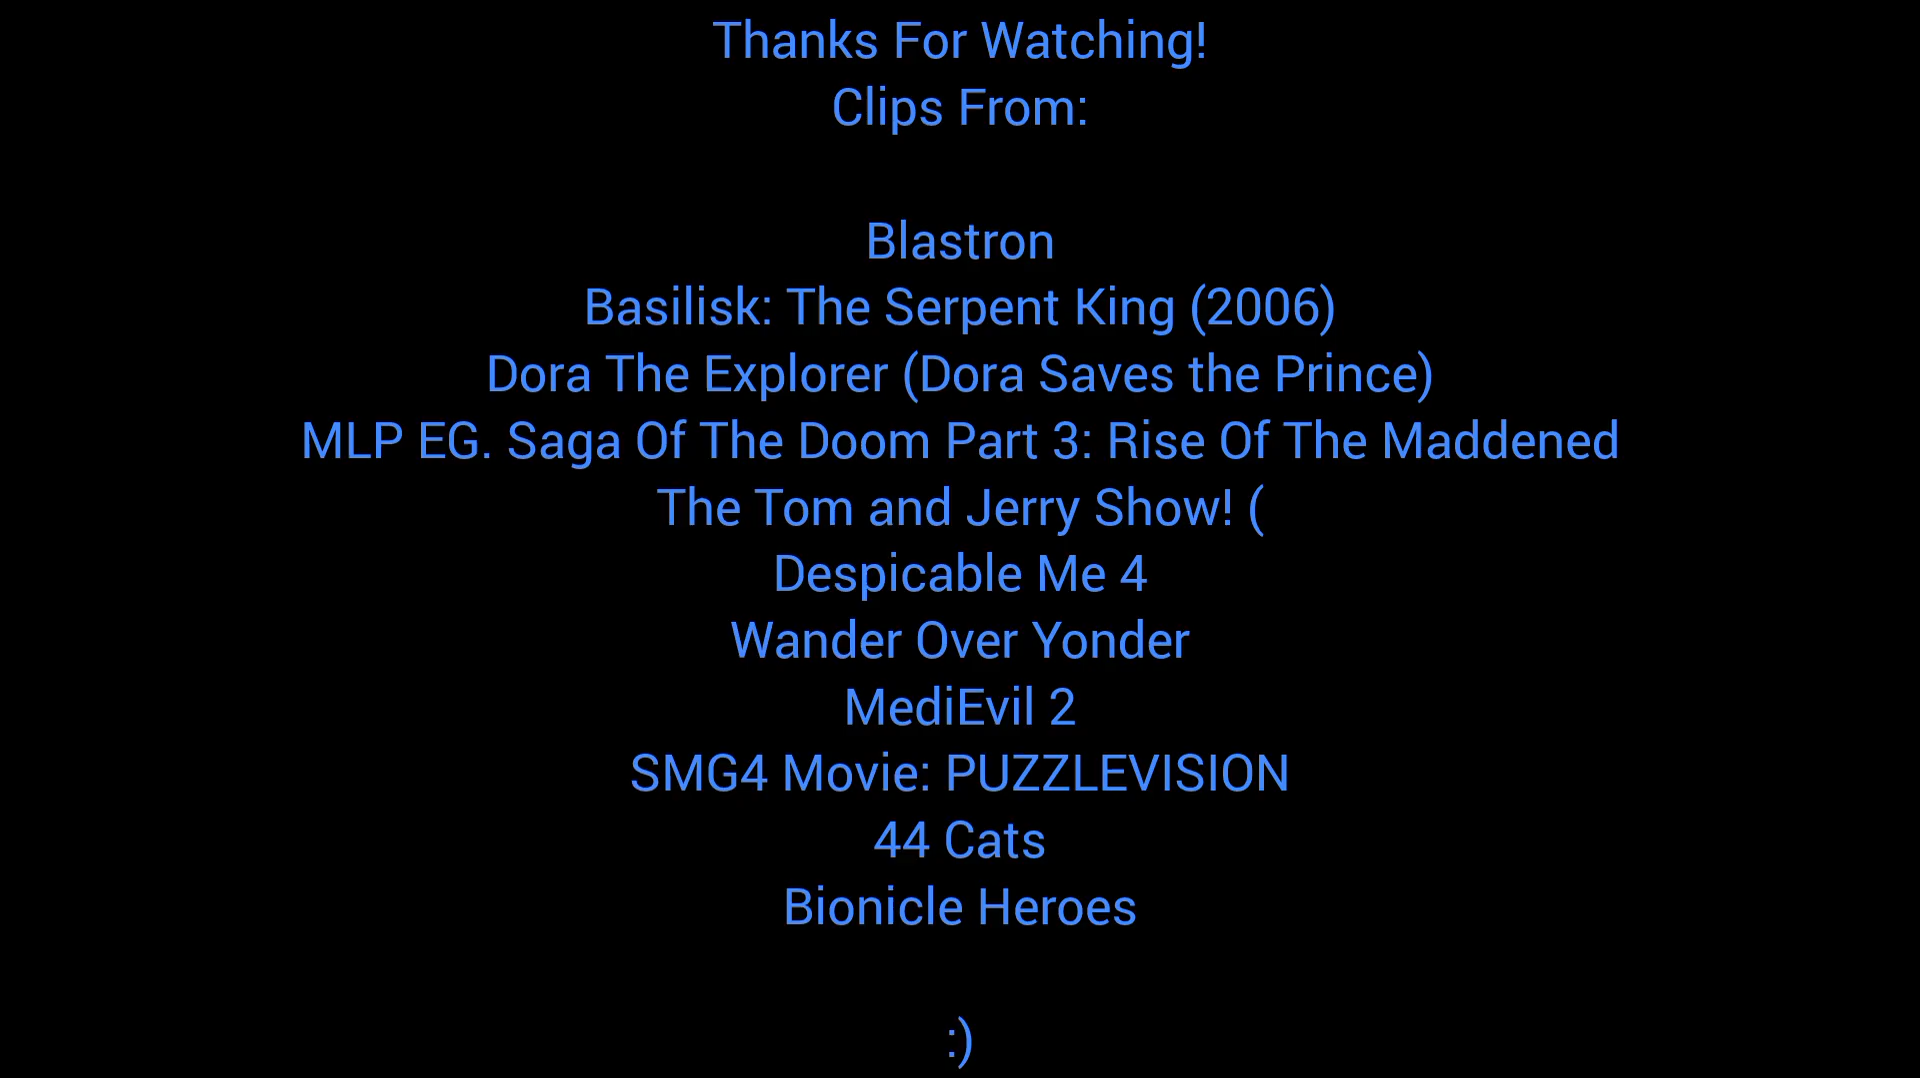 Thanks For Watching!
Clips From:
Blastron
Basilisk: The Serpent King (2006)
Dora The Explorer (Dora Saves the Prince)
MLP EG. Saga Of The Doom Part 3: Rise Of The Maddened
The Tom and Jerry Show! (
Despicable Me 4
Wander Over Yonder
MediEvil 2
SMG4 Movie: PUZZLEVISION
44 Cats
Bionicle Heroes
:)